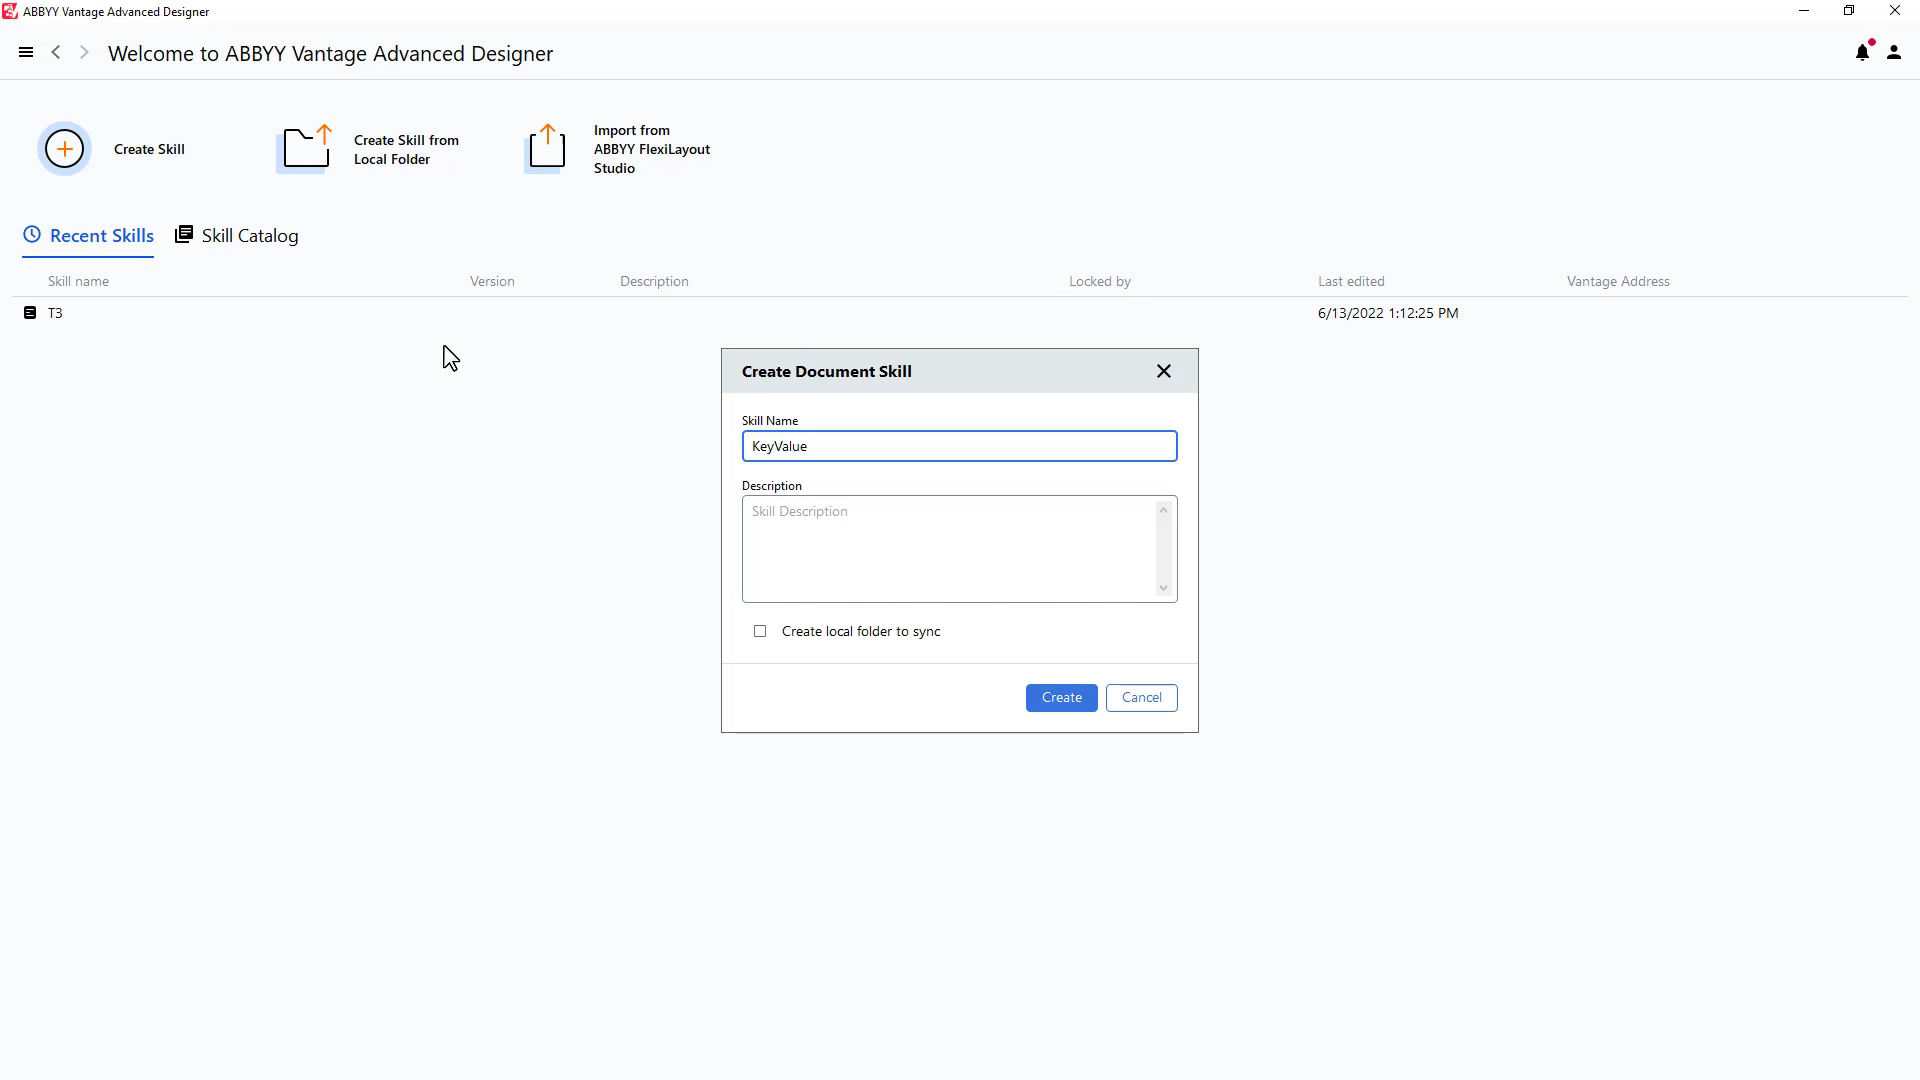 ABBYY Vantage Advanced Designer
Welcome to ABBYY Vantage Advanced Designer
Create Skill
Create Skill from
Local Folder
Import from
ABBYY FlexiLayout
Studio
Recent Skills
Skill Catalog
Skill name
Version
Description
Locked by
Last edited
Vantage Address
T3
6/13/2022 1:12:25 PM
Create Document Skill
Skill Name
KeyValue
Description
Skill Description
Create local folder to sync
Create
Cancel